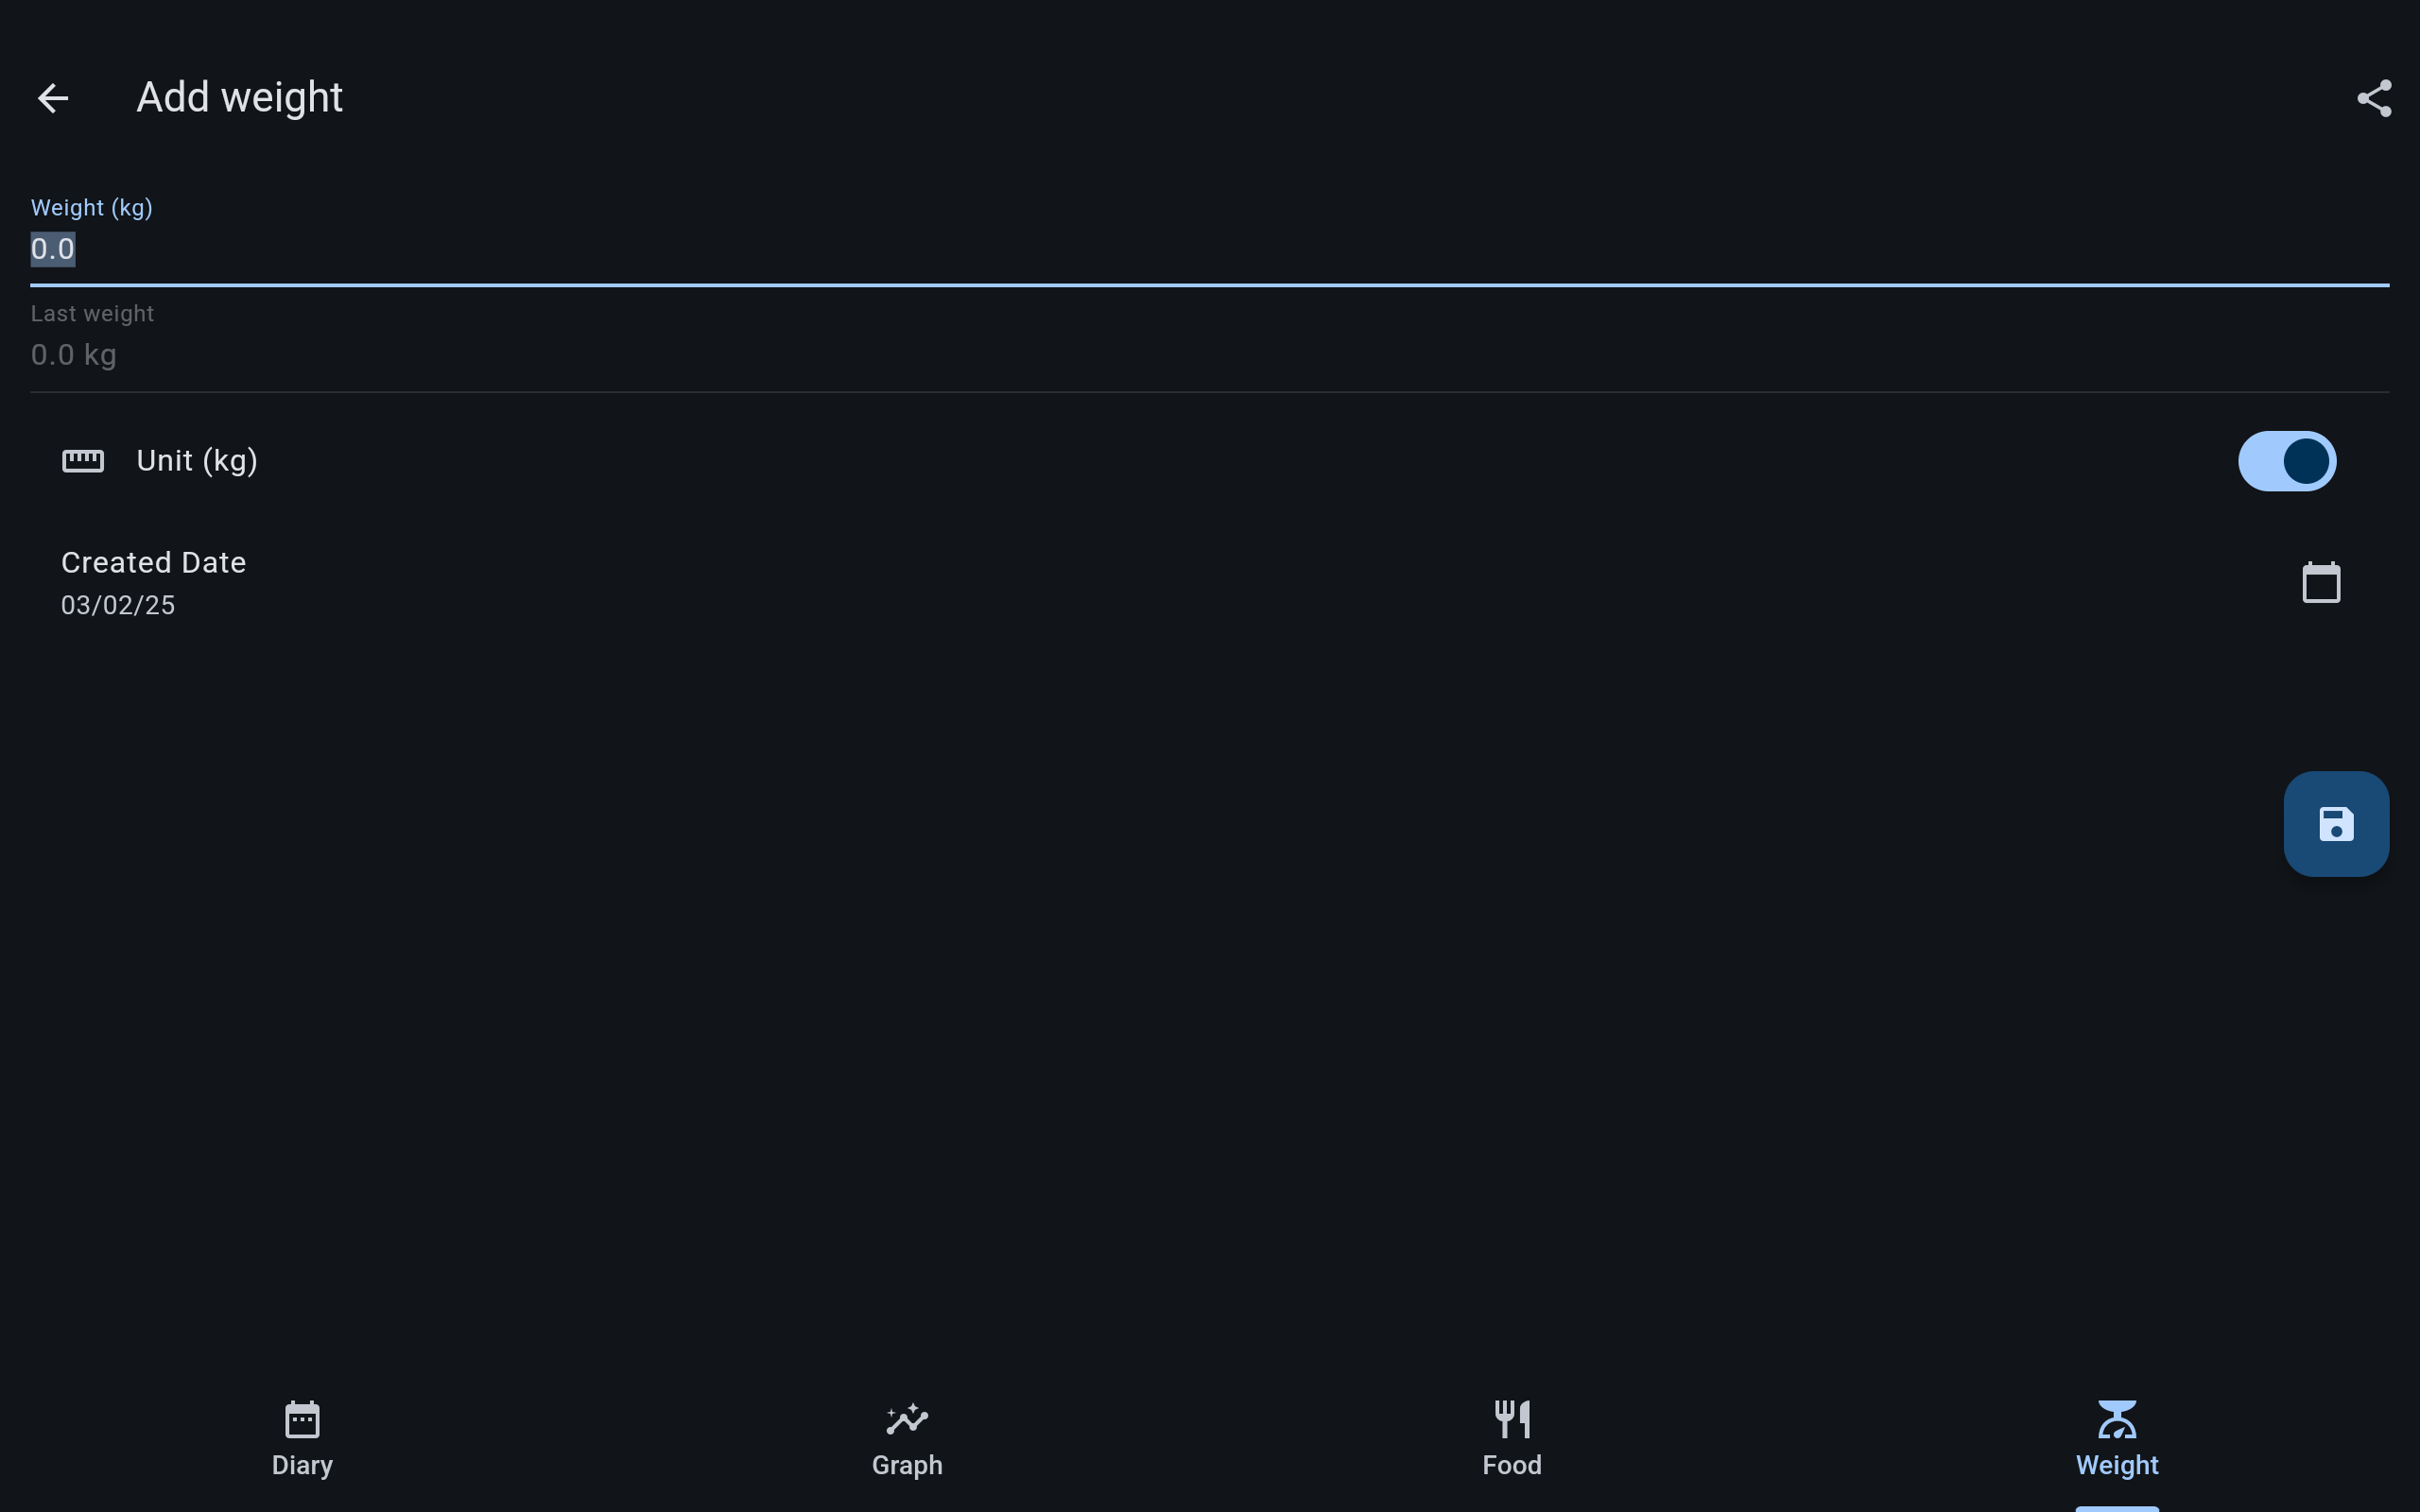 Add weight
Weight (kg)
0.0
Last weight
0.0 kg
Unit (kg)
Created Date
03/02/25
Diary
Graph
Food
Weight